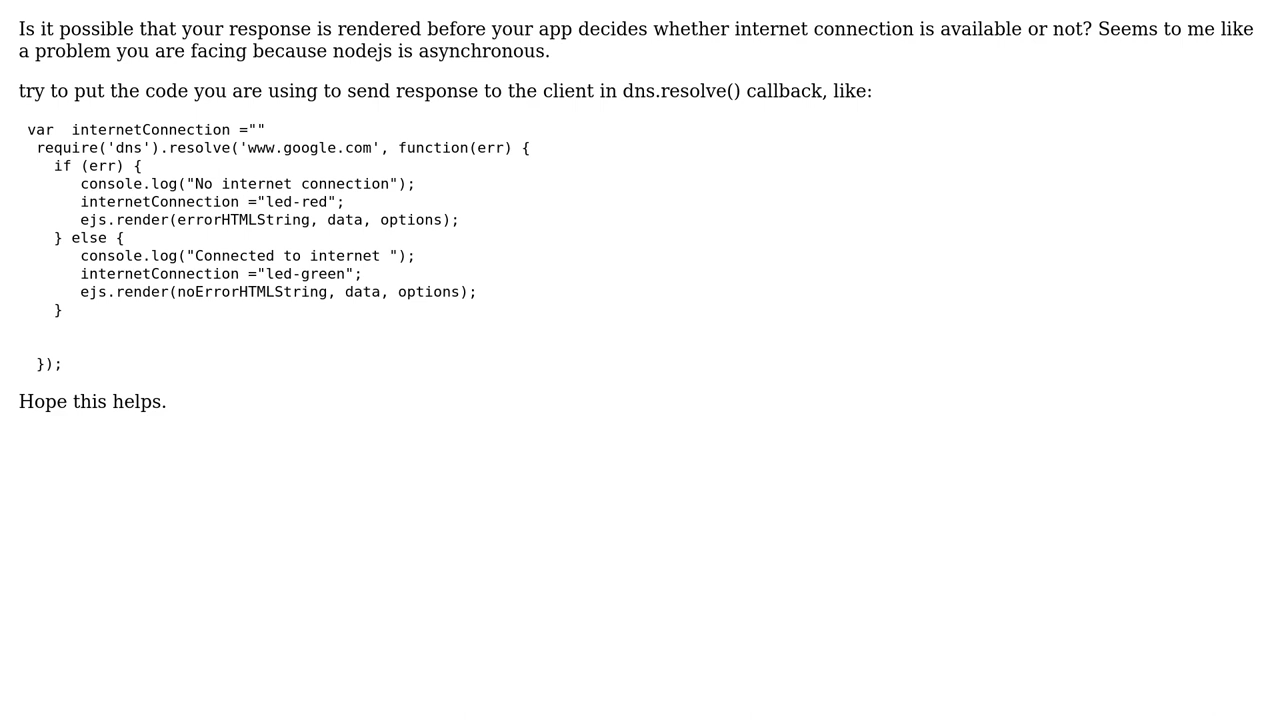 Is it possible that your response is rendered before your app decides whether internet connection is available or not? Seems to me like
a problem you are facing because nodejs is asynchronous.
try to put the code you are using to send response to the client in dns.resolve() callback, like:
var  internetConnection =""
 require('dns').resolve('www.google.com', function(err) {
   if (err) {
      console.log("No internet connection");
      internetConnection ="led-red";
      ejs.render(errorHTMLString, data, options);
   } else {
      console.log("Connected to internet ");
      internetConnection ="led-green";
      ejs.render(noErrorHTMLString, data, options);
   }
 });
Hope this helps.